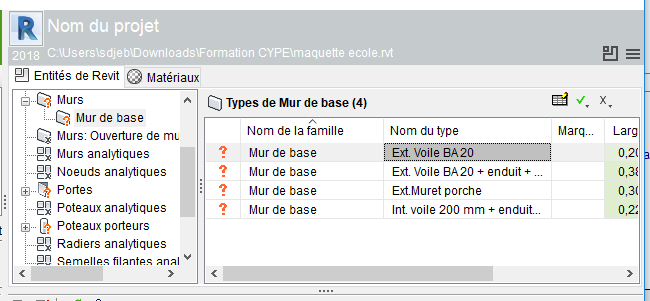 Nom du projet
R
2018
C:\Users\sdjeb\Downloads\Formation CYPE\maquette ecole.rvt
Entités de Revit
Matériaux
Murs
Mur de base
Murs: Ouverture de mu
Murs analytiques
Noeuds analytiques
Portes
Poteaux analytiques
Poteaux porteurs
Radiers analytiques
Semelles filantes anal
Types de Mur de base (4)
Nom de la famille Nom du type Marq... Larg
? Mur de base Ext. Voile BA 20 0,20
? Mur de base Ext. Voile BA 20 + enduit + ... 0,38
? Mur de base Ext.Muret porche 0,30
? Mur de base Int. voile 200 mm + enduit... 0,22